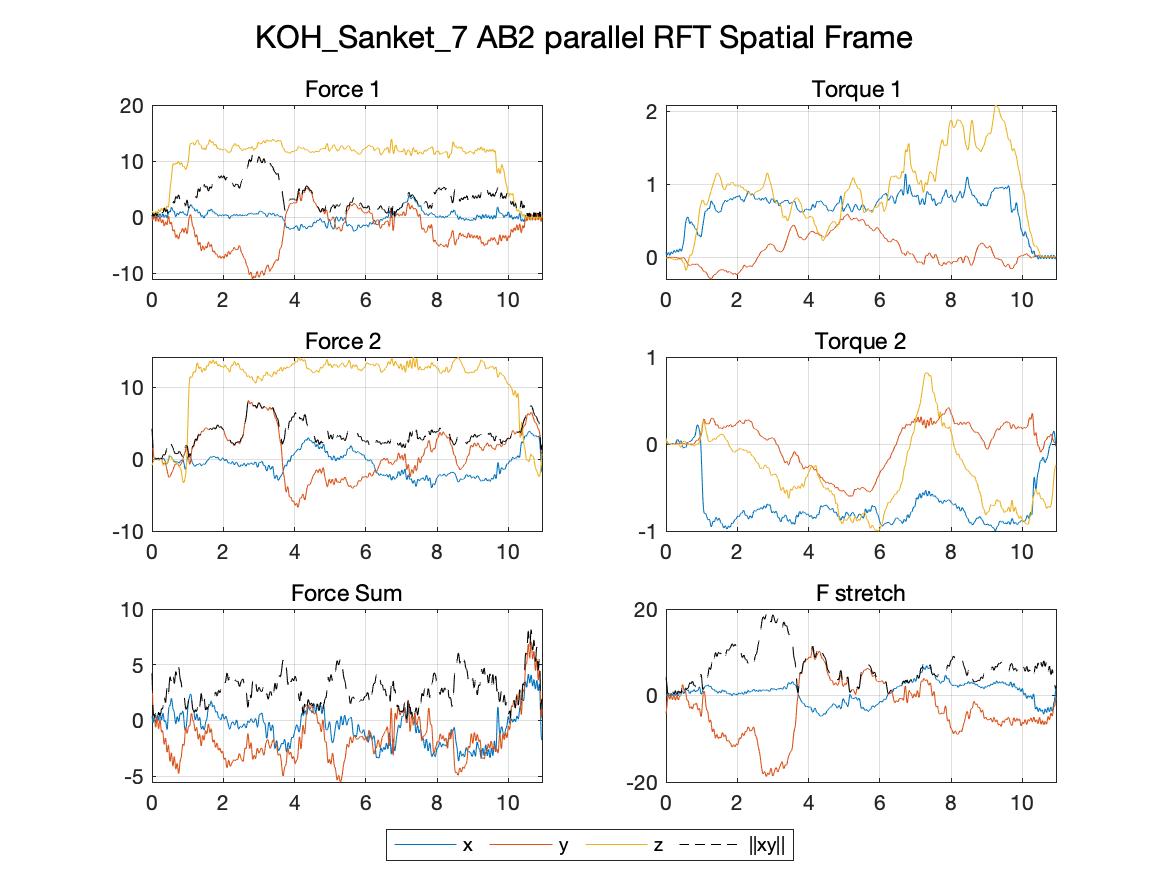 KOH_Sanket_7 AB2 parallel RFT Spatial Frame
Force 1
20
10
0
-10
0 2 4 6 8 10
Torque 1
2
1
0
0 2 4 6 8 10
Force 2
10
0
-10
0 2 4 6 8 10
Torque 2
1
0
-1
0 2 4 6 8 10
Force Sum
10
5
0
-5
0 2 4 6 8 10
F stretch
20
0
-20
0 2 4 6 8 10
x y z ||xy||